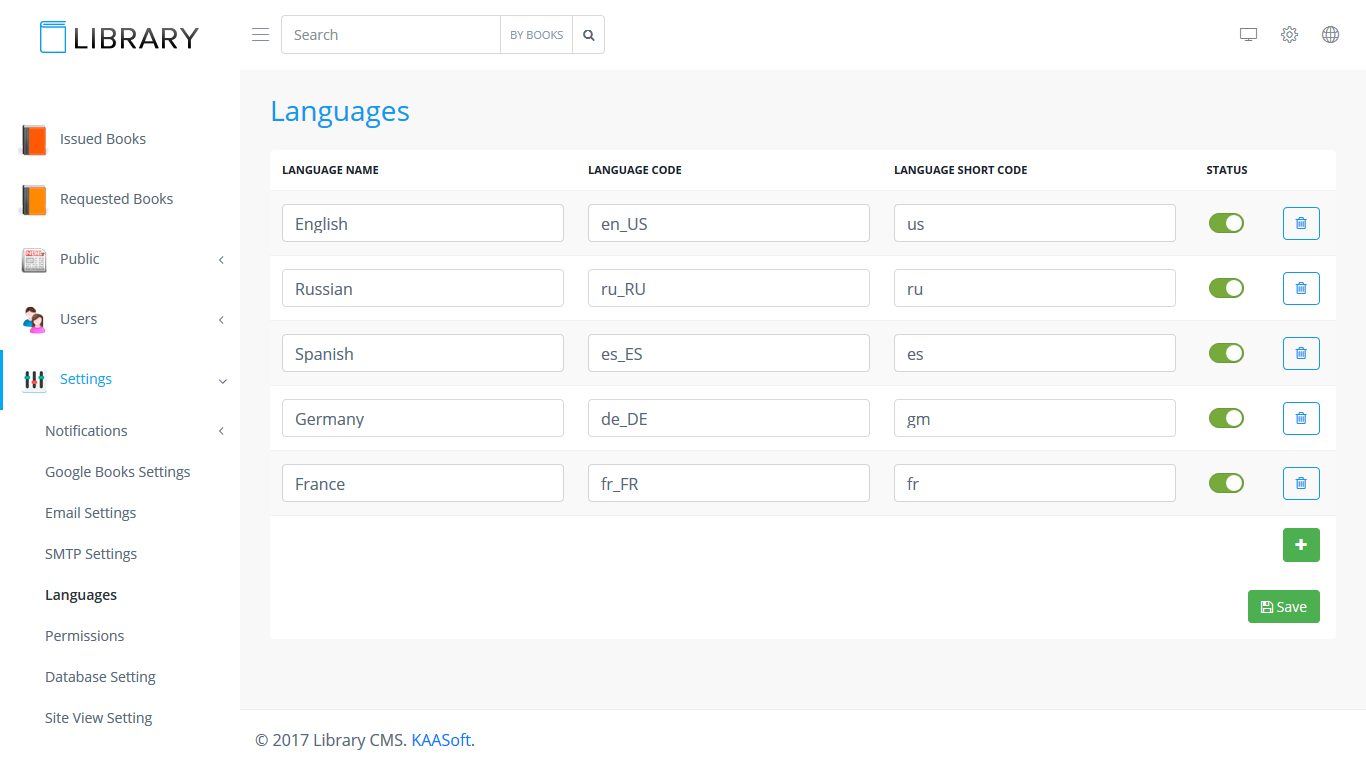 LIBRARY
Search
BY BOOKS
Issued Books
Requested Books
Public
Users
Settings
Notifications
Google Books Settings
Email Settings
SMTP Settings
Languages
Permissions
Database Setting
Site View Setting
Languages
LANGUAGE NAME LANGUAGE CODE LANGUAGE SHORT CODE STATUS
English en_US us
Russian ru_RU ru
Spanish es_ES es
Germany de_DE gm
France fr_FR fr
Save
© 2017 Library CMS. KAASoft.